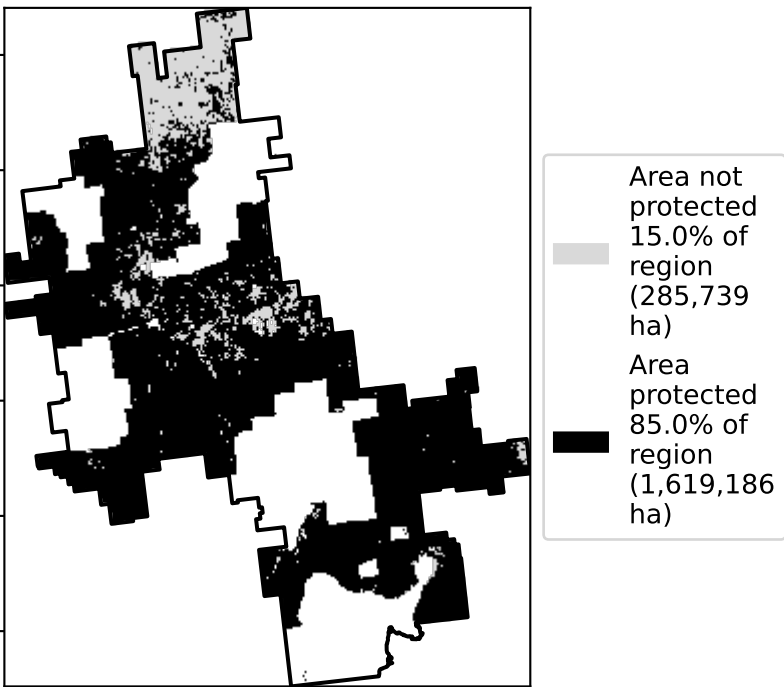 Area not
protected
15.0% of
region
(285,739
ha)
Area
protected
85.0% of
region
(1,619,186
ha)